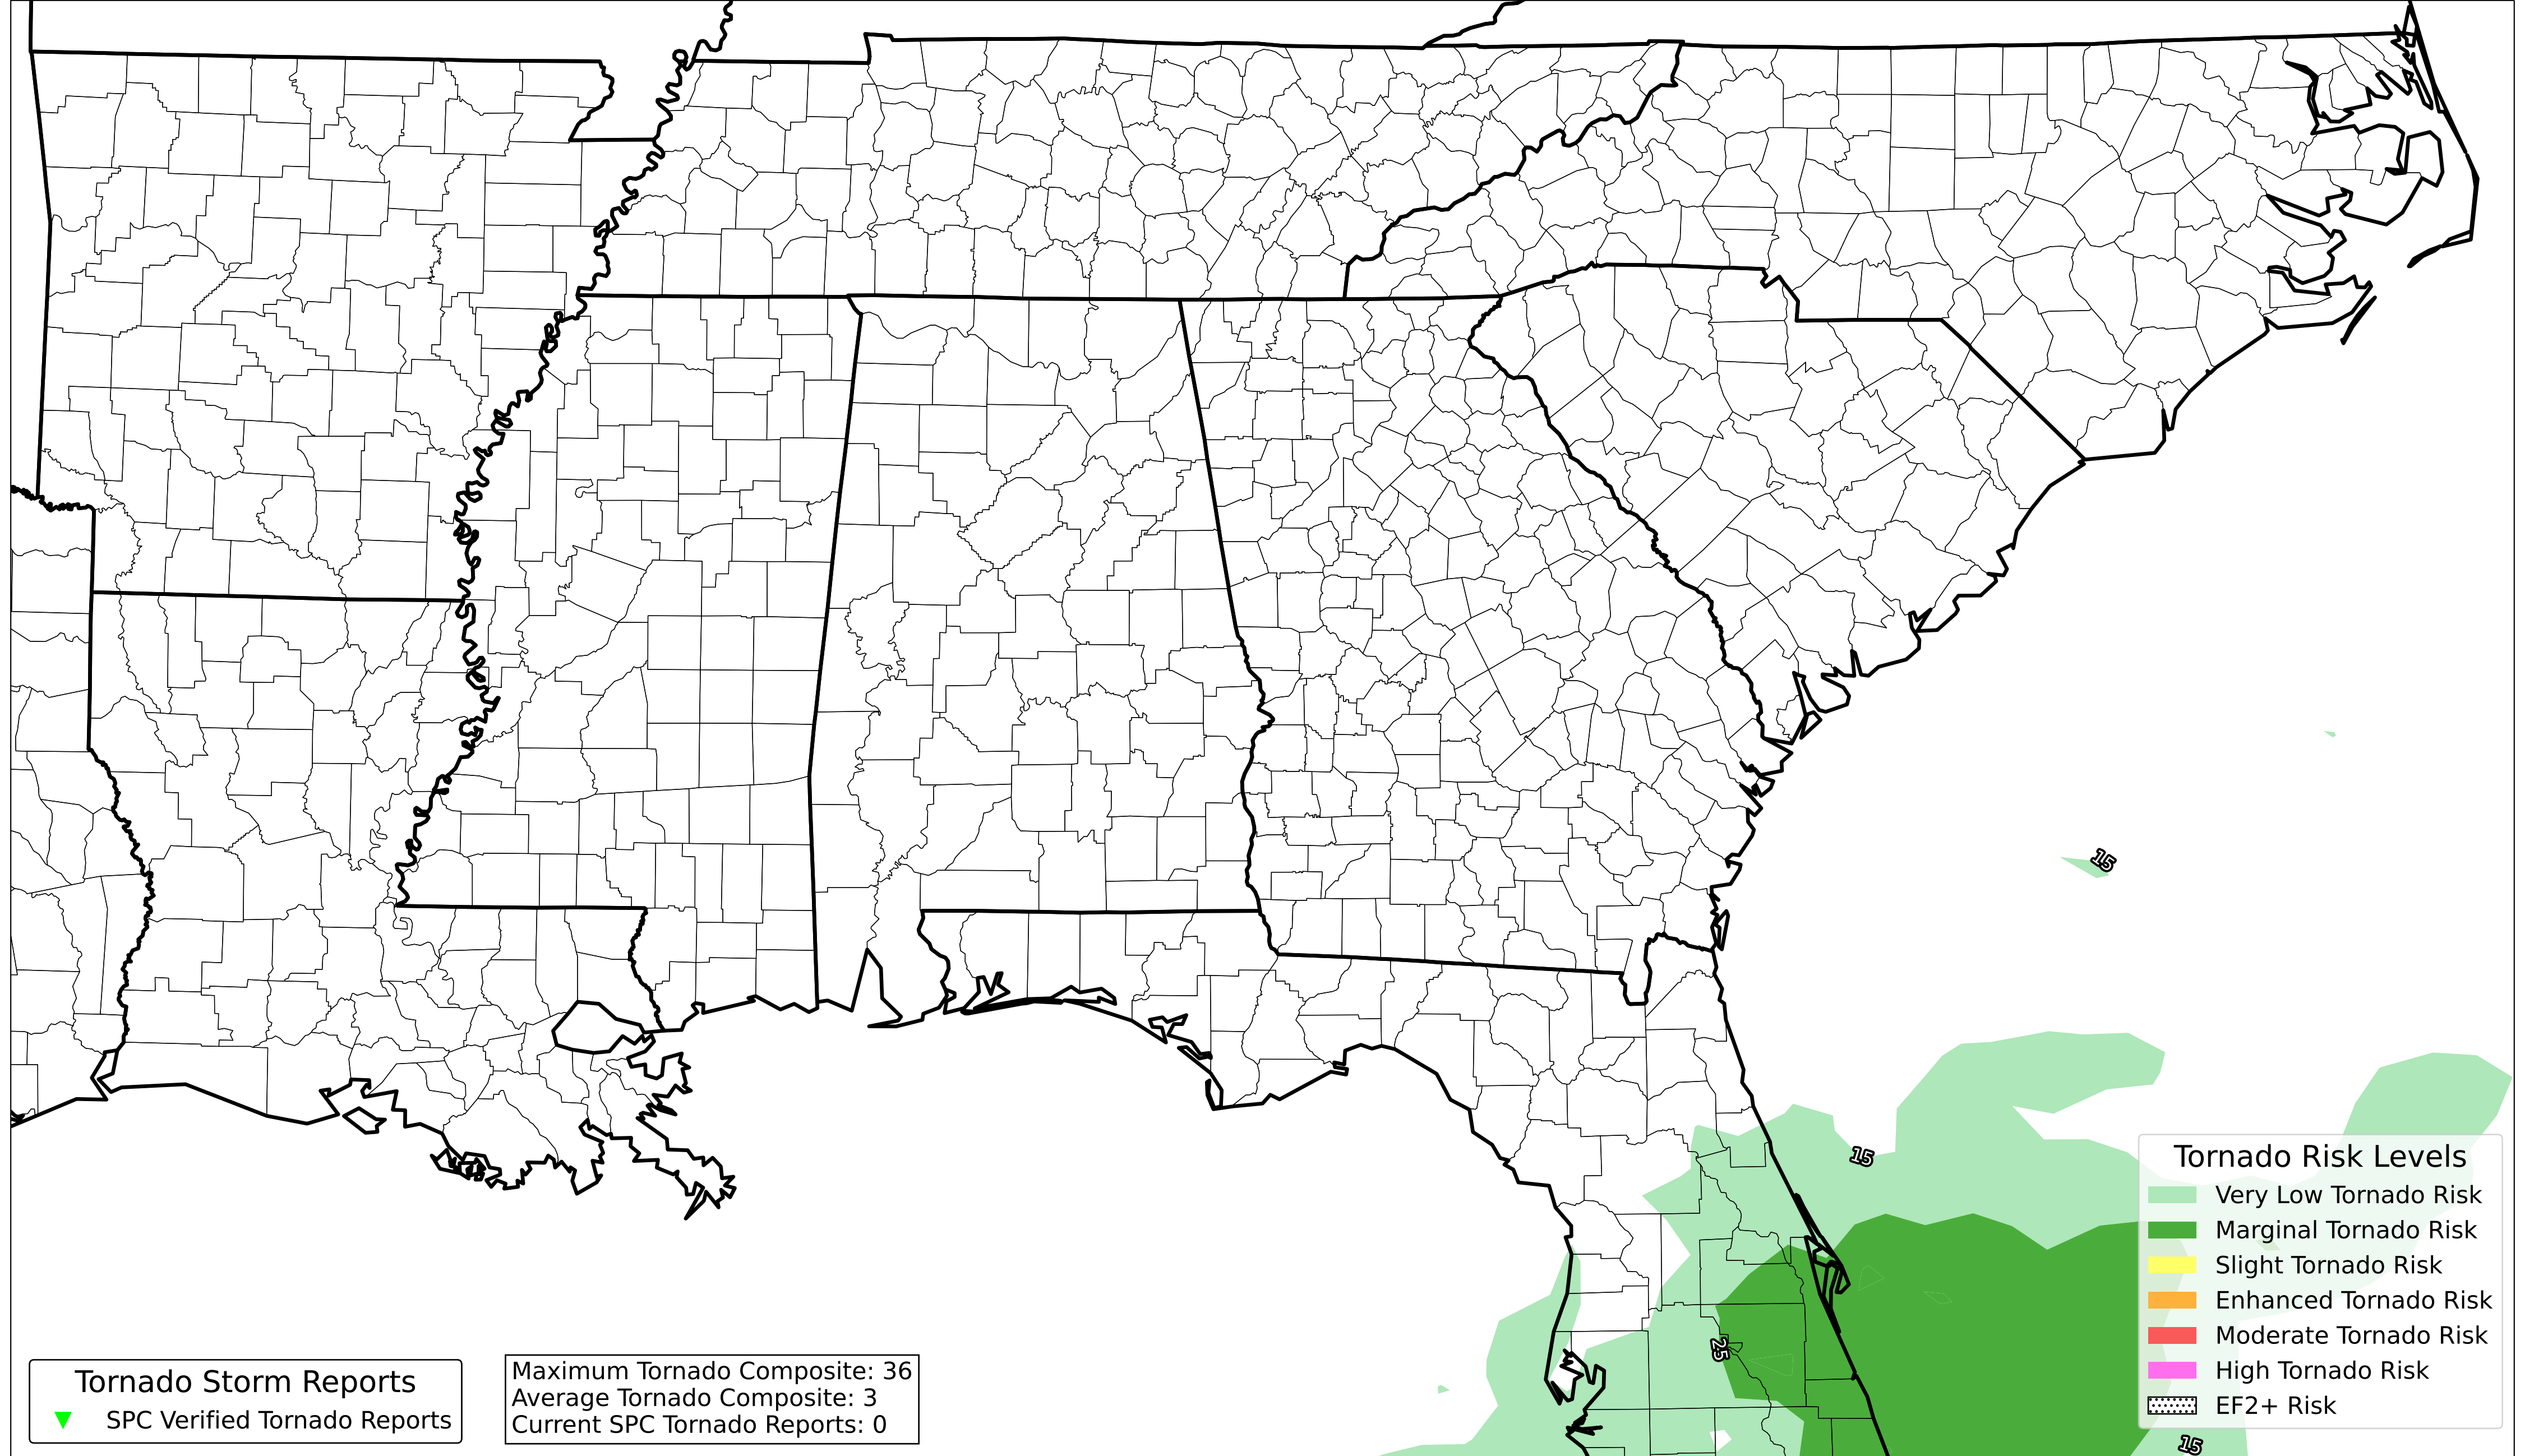 15
15
Tornado Risk Levels
Very Low Tornado Risk
Marginal Tornado Risk
Slight Tornado Risk
Enhanced Tornado Risk
Moderate Tornado Risk
High Tornado Risk
EF2+ Risk
25
Tornado Storm Reports
SPC Verified Tornado Reports
Maximum Tornado Composite: 36
Average Tornado Composite: 3
Current SPC Tornado Reports: 0
15